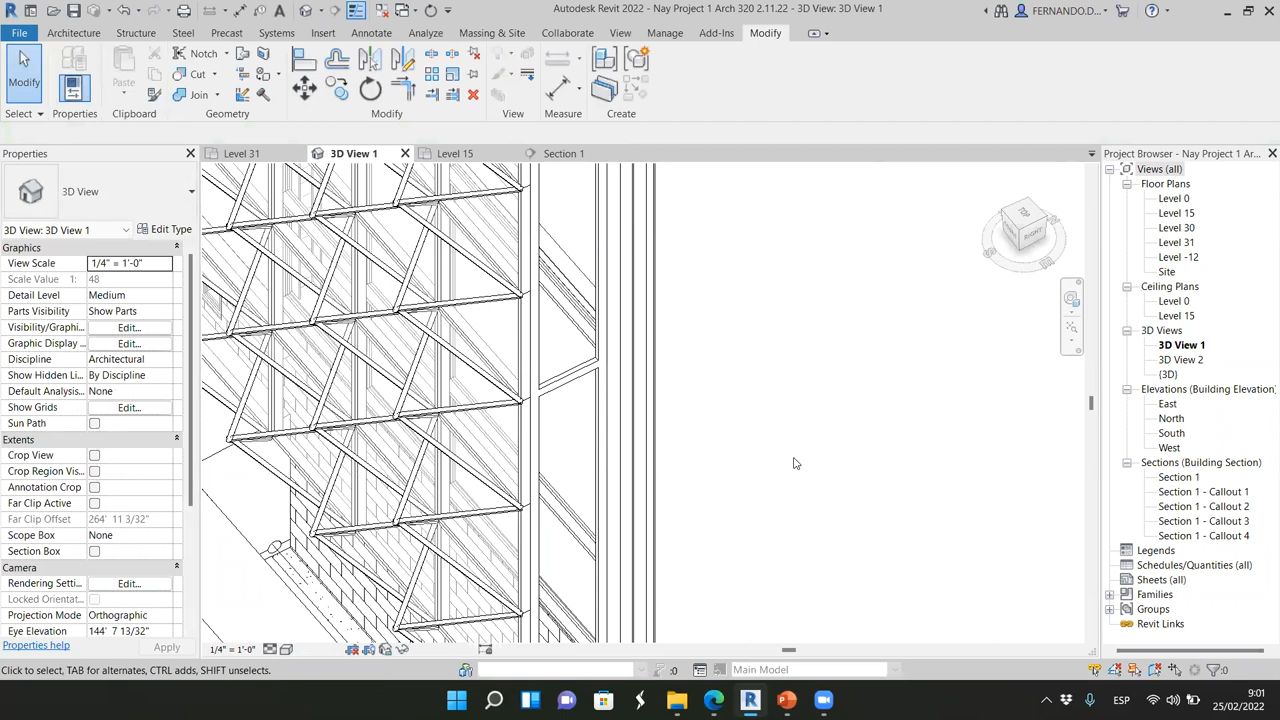 Autodesk Revit 2022 - Nay Project 1 Arch 320 2.11.22 - 3D View: 3D View 1
FERNANDO.D...
File Architecture Structure Steel Precast Systems Insert Annotate Analyze Massing & Site Collaborate View Manage Add-Ins Modify
Modify
Paste
Notch
Cut
Join
Select Properties Clipboard Geometry Modify View Measure Create
Properties
Level 31
3D View 1
Level 15
Section 1
Project Browser - Nay Project 1 Ar...
3D View
3D View: 3D View 1
Edit Type
Graphics
View Scale 1/4" = 1'-0"
Scale Value 1: 48
Detail Level Medium
Parts Visibility Show Parts
Visibility/Graphi... Edit...
Graphic Display ... Edit...
Discipline Architectural
Show Hidden Li... By Discipline
Default Analysis... None
Show Grids Edit...
Sun Path
Extents
Crop View
Crop Region Vis...
Annotation Crop
Far Clip Active
Far Clip Offset 264' 11 3/32"
Scope Box None
Section Box
Camera
Rendering Setti... Edit...
Locked Orientat...
Projection Mode Orthographic
Eye Elevation 144' 7 13/32"
Properties help
Apply
TOP
RIGHT
Views (all)
Floor Plans
Level 0
Level 15
Level 30
Level 31
Level -12
Site
Ceiling Plans
Level 0
Level 15
3D Views
3D View 1
3D View 2
{3D}
Elevations (Building Elevation)
East
North
South
West
Sections (Building Section)
Section 1
Section 1 - Callout 1
Section 1 - Callout 2
Section 1 - Callout 3
Section 1 - Callout 4
Legends
Schedules/Quantities (all)
Sheets (all)
Families
Groups
Revit Links
1/4" = 1'-0"
Click to select, TAB for alternates, CTRL adds, SHIFT unselects.
:0
Main Model
:0
ESP
9:01
25/02/2022